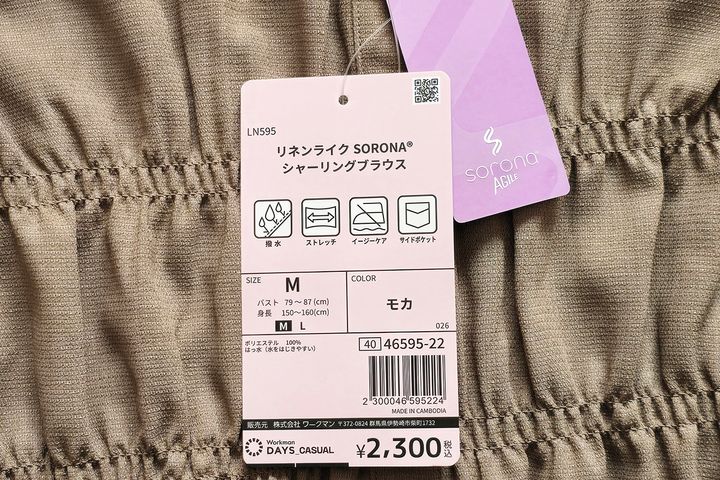 LN595
リネンライク SORONA®
シャーリングブラウス
撥水
ストレッチ
イージーケア
サイドポケット
SIZE
M
バスト 79～87(cm)
身長 150～160(cm)
M L
COLOR
モカ
026
ポリエステル 100%
はっ水(水をはじきやすい)
40 46595-22
2 300046 595224
MADE IN CAMBODIA
販売元 株式会社 ワークマン 〒372-0824 群馬県伊勢崎市柴町1732
Workman
DAYS_CASUAL
¥2,300税込
sorona
AGILE